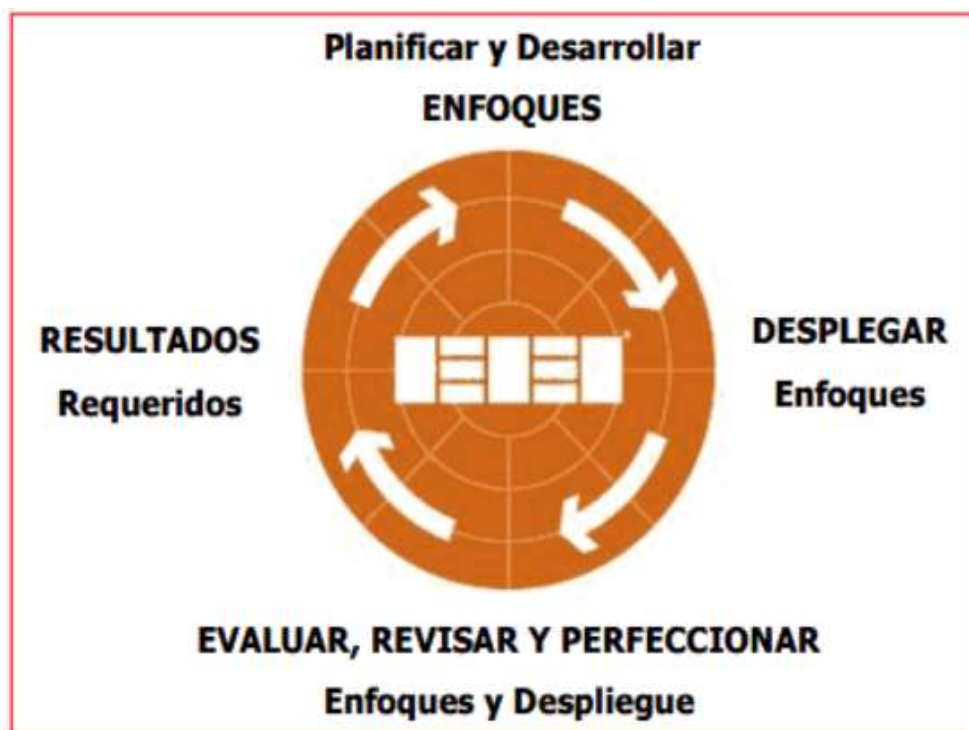 Planificar y Desarrollar
ENFOQUES
RESULTADOS
Requeridos
DESPLEGAR
Enfoques
EVALUAR, REVISAR Y PERFECCIONAR
Enfoques y Despliegue